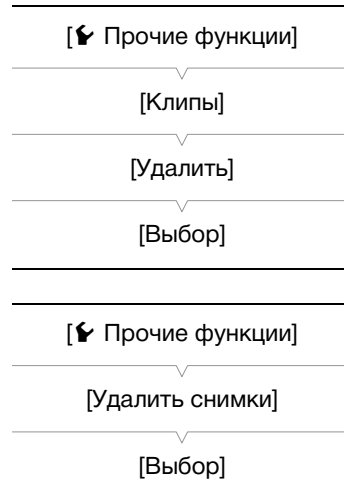 [ Прочие функции]
[Клипы]
[Удалить]
[Выбор]
[ Прочие функции]
[Удалить снимки]
[Выбор]